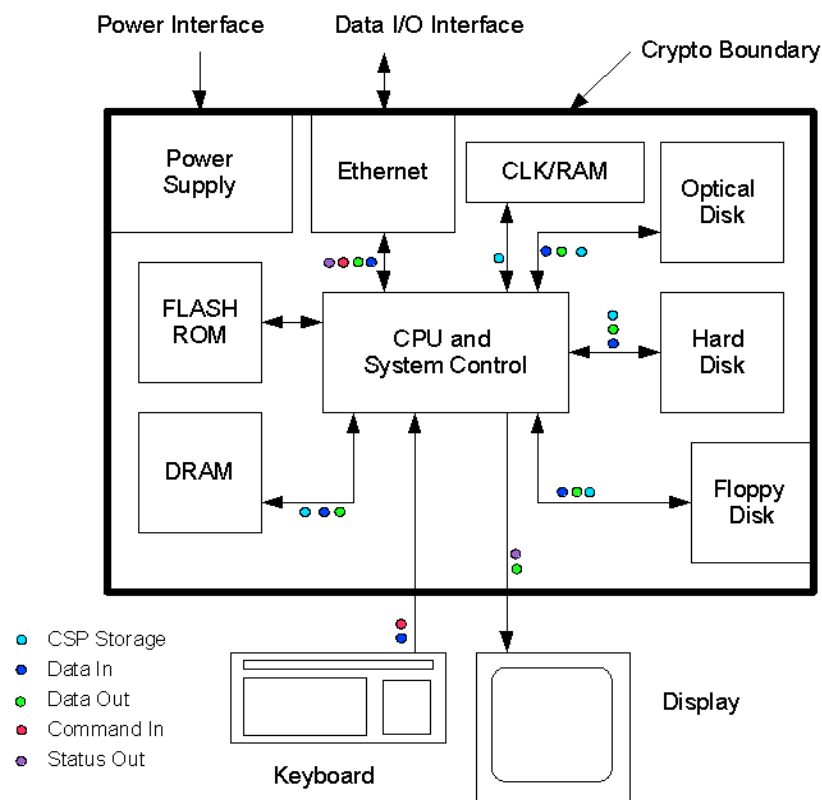 Power Interface
Data I/O Interface
Crypto Boundary
Power
Supply
Ethernet
CLK/RAM
Optical
Disk
FLASH
ROM
CPU and
System Control
Hard
Disk
DRAM
Floppy
Disk
CSP Storage
Data In
Data Out
Command In
Status Out
Keyboard
Display